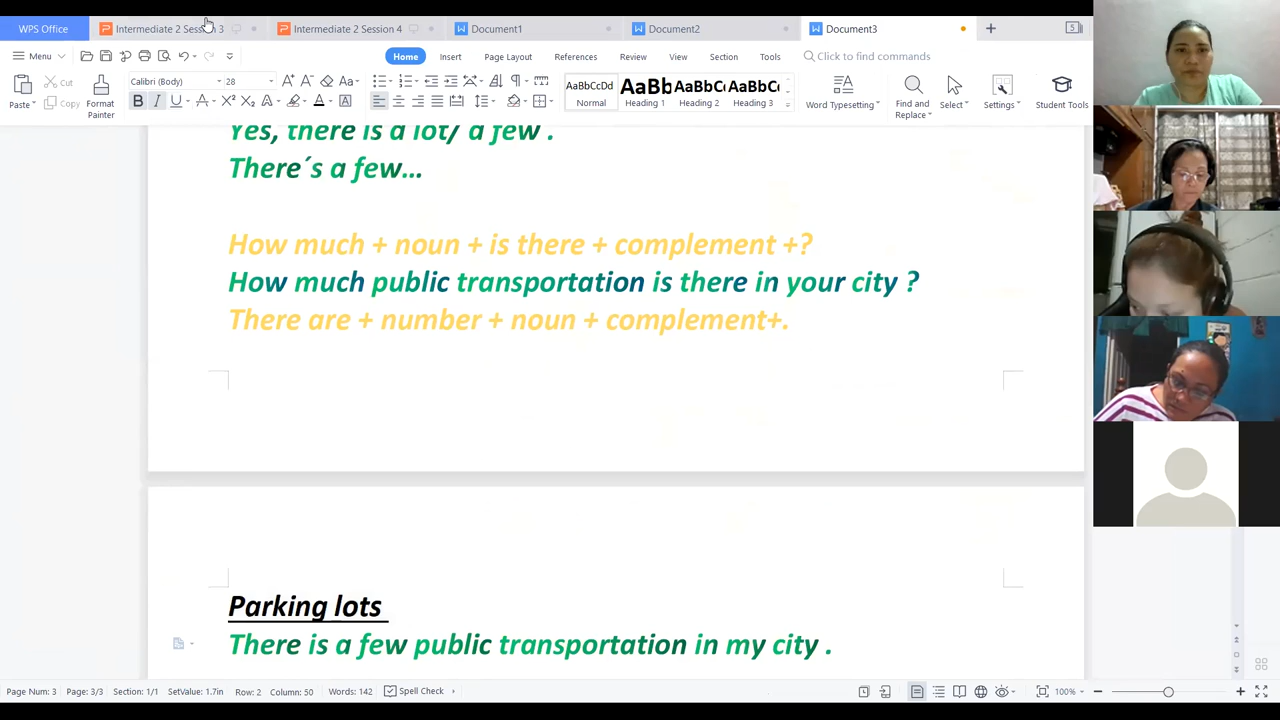 WPS Office
Intermediate 2 Session 3
Intermediate 2 Session 4
Document1
Document2
Document3
Menu
Home
Insert
Page Layout
References
Review
View
Section
Tools
Click to find commands
Paste
Cut
Copy
Format Painter
Calibri (Body)
28
AaBbCcDd
Normal
AaBb
Heading 1
AaBbC
Heading 2
AaBbC
Heading 3
Word Typesetting
Find and Replace
Select
Settings
Student Tools
Yes, there is a lot/ a few .
There´s a few...
How much + noun + is there + complement +?
How much public transportation is there in your city ?
There are + number + noun + complement+.
Parking lots
There is a few public transportation in my city .
Page Num: 3
Page: 3/3
Section: 1/1
SetValue: 1.7in
Row: 2
Column: 50
Words: 142
Spell Check
100%